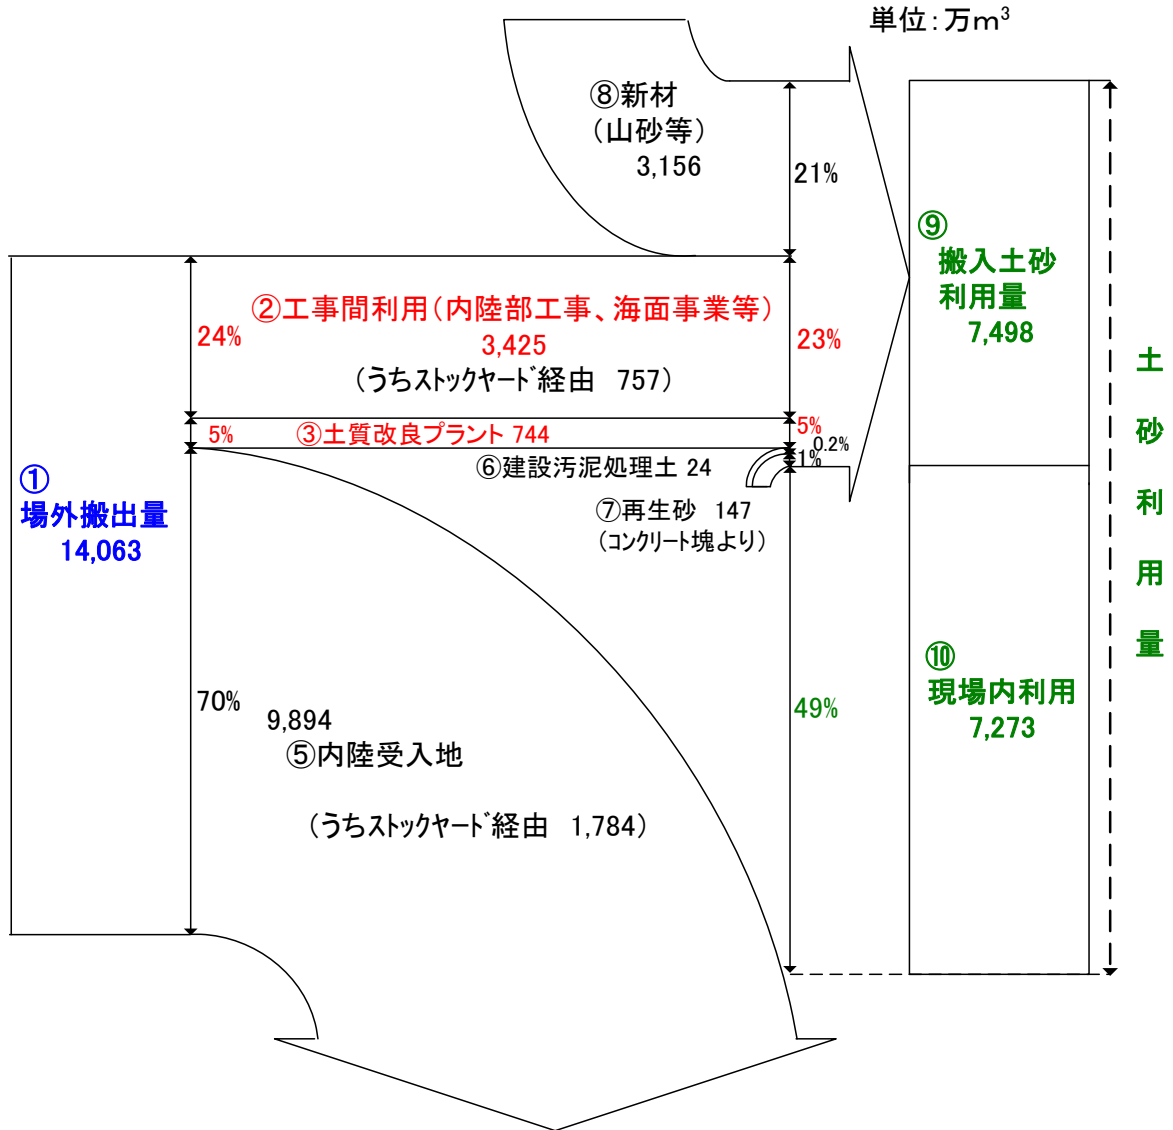 単位：万m³
⑧新材
（山砂等）
3,156
21%
⑨
搬入土砂
利用量
7,498
②工事間利用（内陸部工事、海面事業等）
24%
3,425
23%
（うちストックヤード経由 757）
5%
③土質改良プラント 744
5%
0.2%
⑥建設汚泥処理土 24
1%
⑦再生砂 147
（コンクリート塊より）
①
場外搬出量
14,063
土砂利用量
⑩
現場内利用
7,273
70%
9,894
49%
⑤内陸受入地
（うちストックヤード経由 1,784）